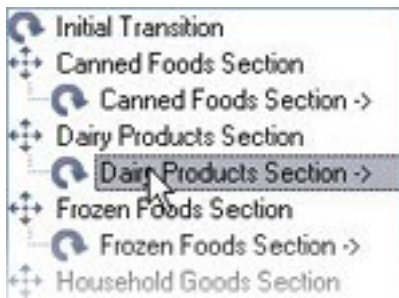 Initial Transition
Canned Foods Section
Canned Foods Section ->
Dairy Products Section
Dairy Products Section ->
Frozen Foods Section
Frozen Foods Section ->
Household Goods Section